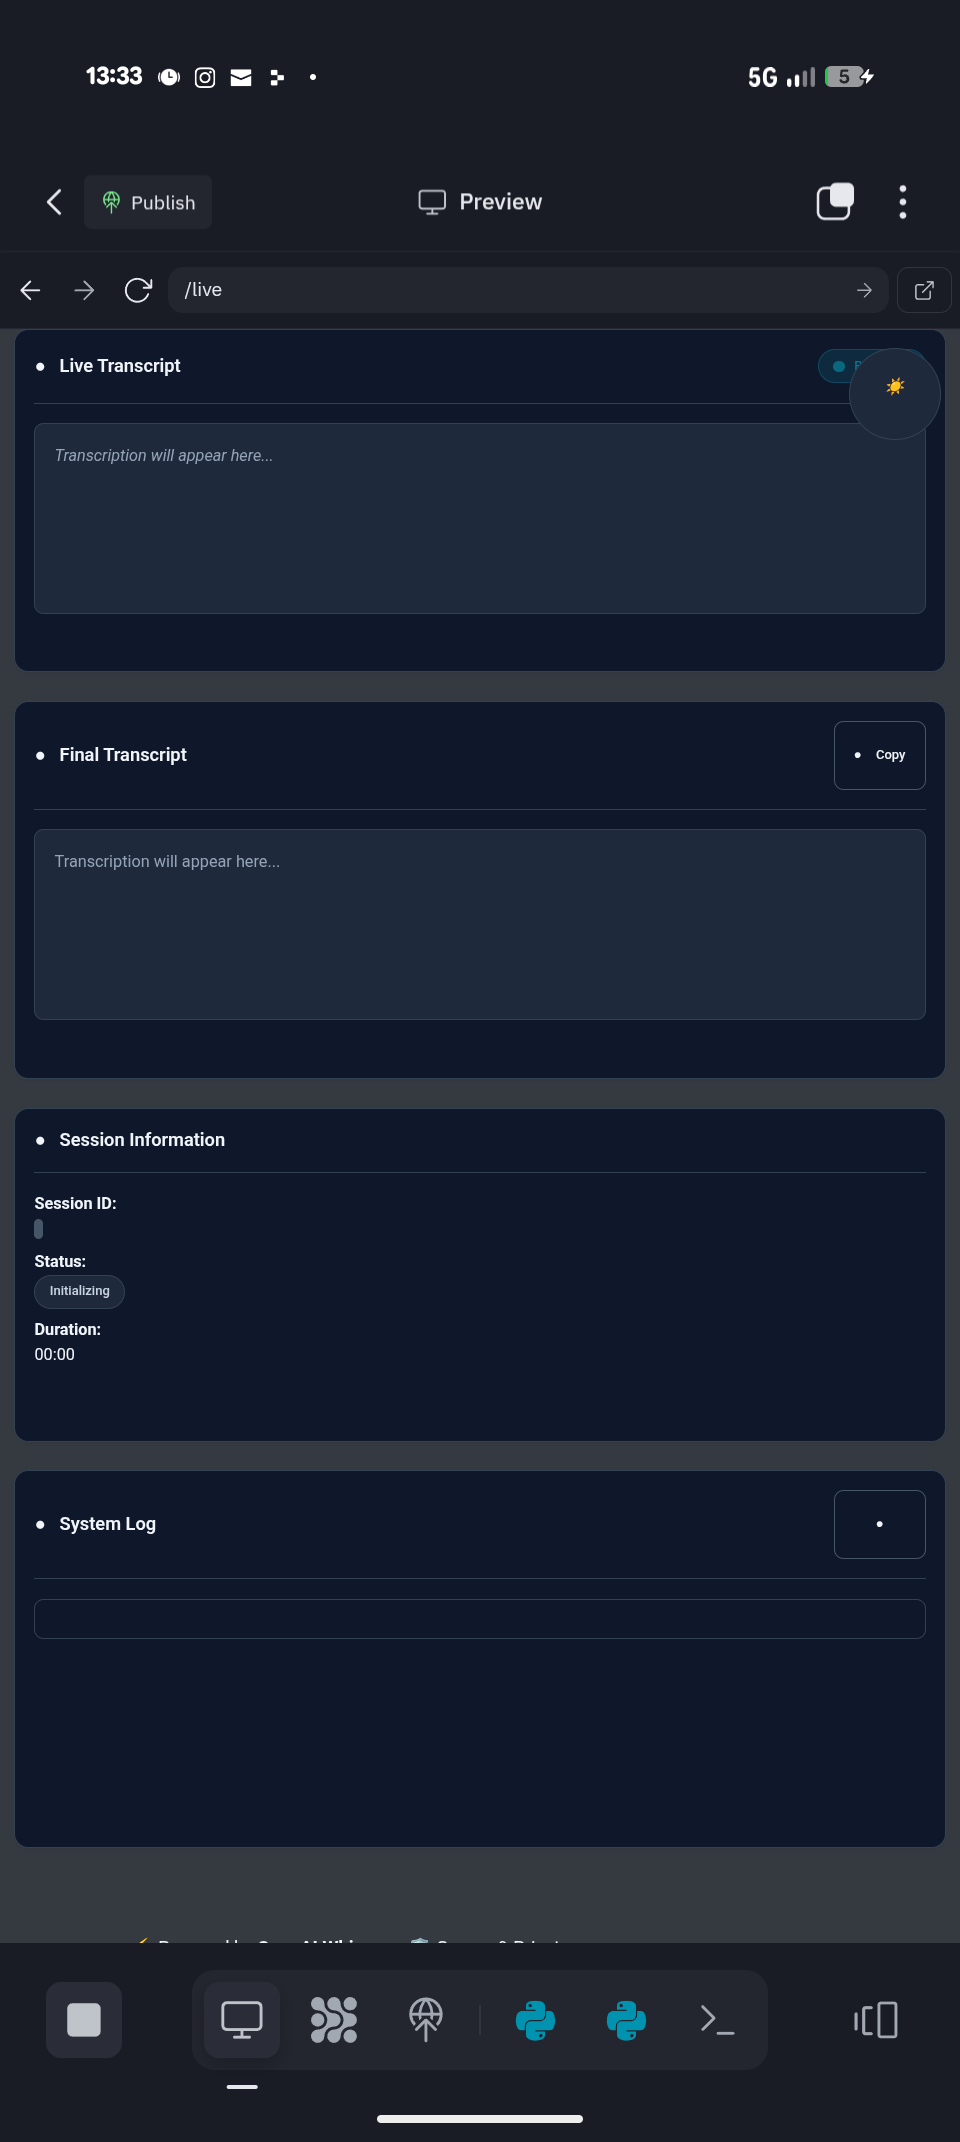 13:33
5G
5
Publish
Preview
/live
Live Transcript
Transcription will appear here...
Final Transcript
Copy
Transcription will appear here...
Session Information
Session ID:
Status:
Initializing
Duration:
00:00
System Log